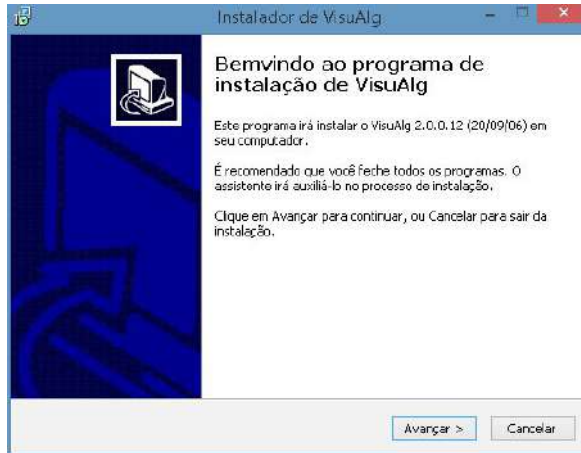 Instalador de VisuAlg
Bemvindo ao programa de
instalação de VisuAlg
Este programa irá instalar o VisuAlg 2.0.0.12 (20/09/06) em
seu computador.
É recomendado que você feche todos os programas. O
assistente irá auxiliá-lo no processo de instalação.
Clique em Avançar para continuar, ou Cancelar para sair da
instalação.
Avançar >
Cancelar